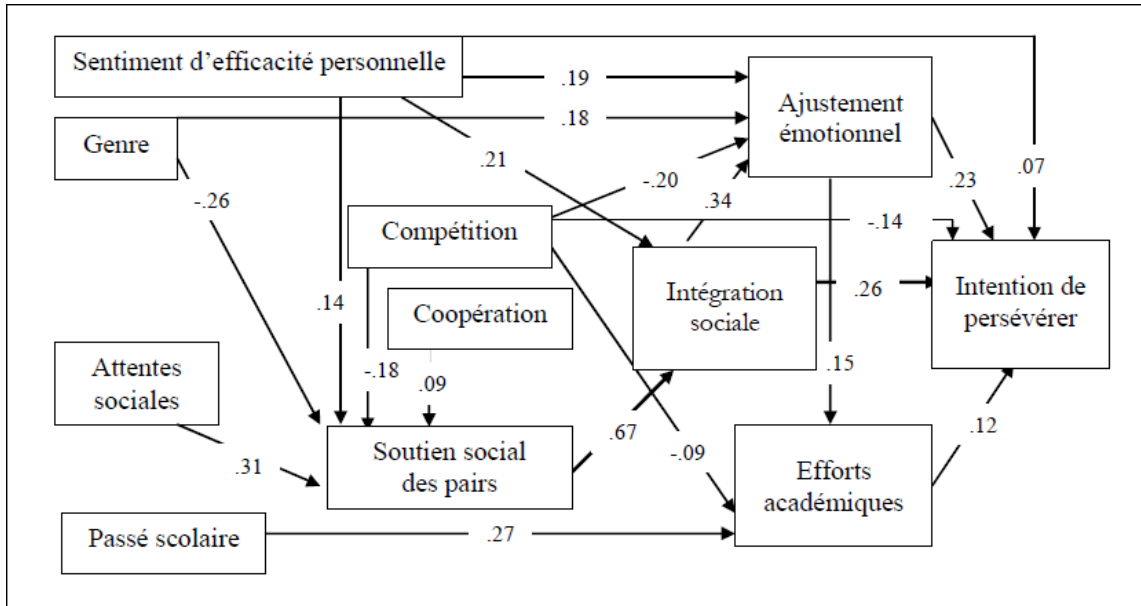 Sentiment d'efficacité personnelle
.19
Ajustement
émotionnel
Genre
.18
.21
-.20
.23
.07
-.26
.34
Compétition
-.14
.14
Coopération
Intégration
sociale
.26
Intention de
persévérer
Attentes
sociales
-.18
.09
.15
.31
Soutien social
des pairs
.67
-.09
.12
Efforts
académiques
Passé scolaire
.27